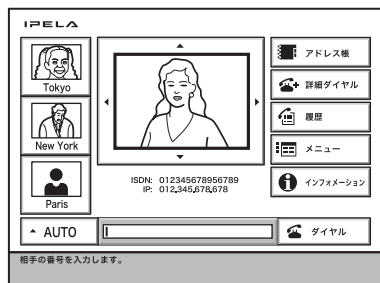 IPELA
Tokyo
New York
Paris
ISDN: 012345678956789
IP: 012,345,678,678
アドレス帳
詳細ダイヤル
履歴
メニュー
インフォメーション
AUTO
ダイヤル
相手の番号を入力します。